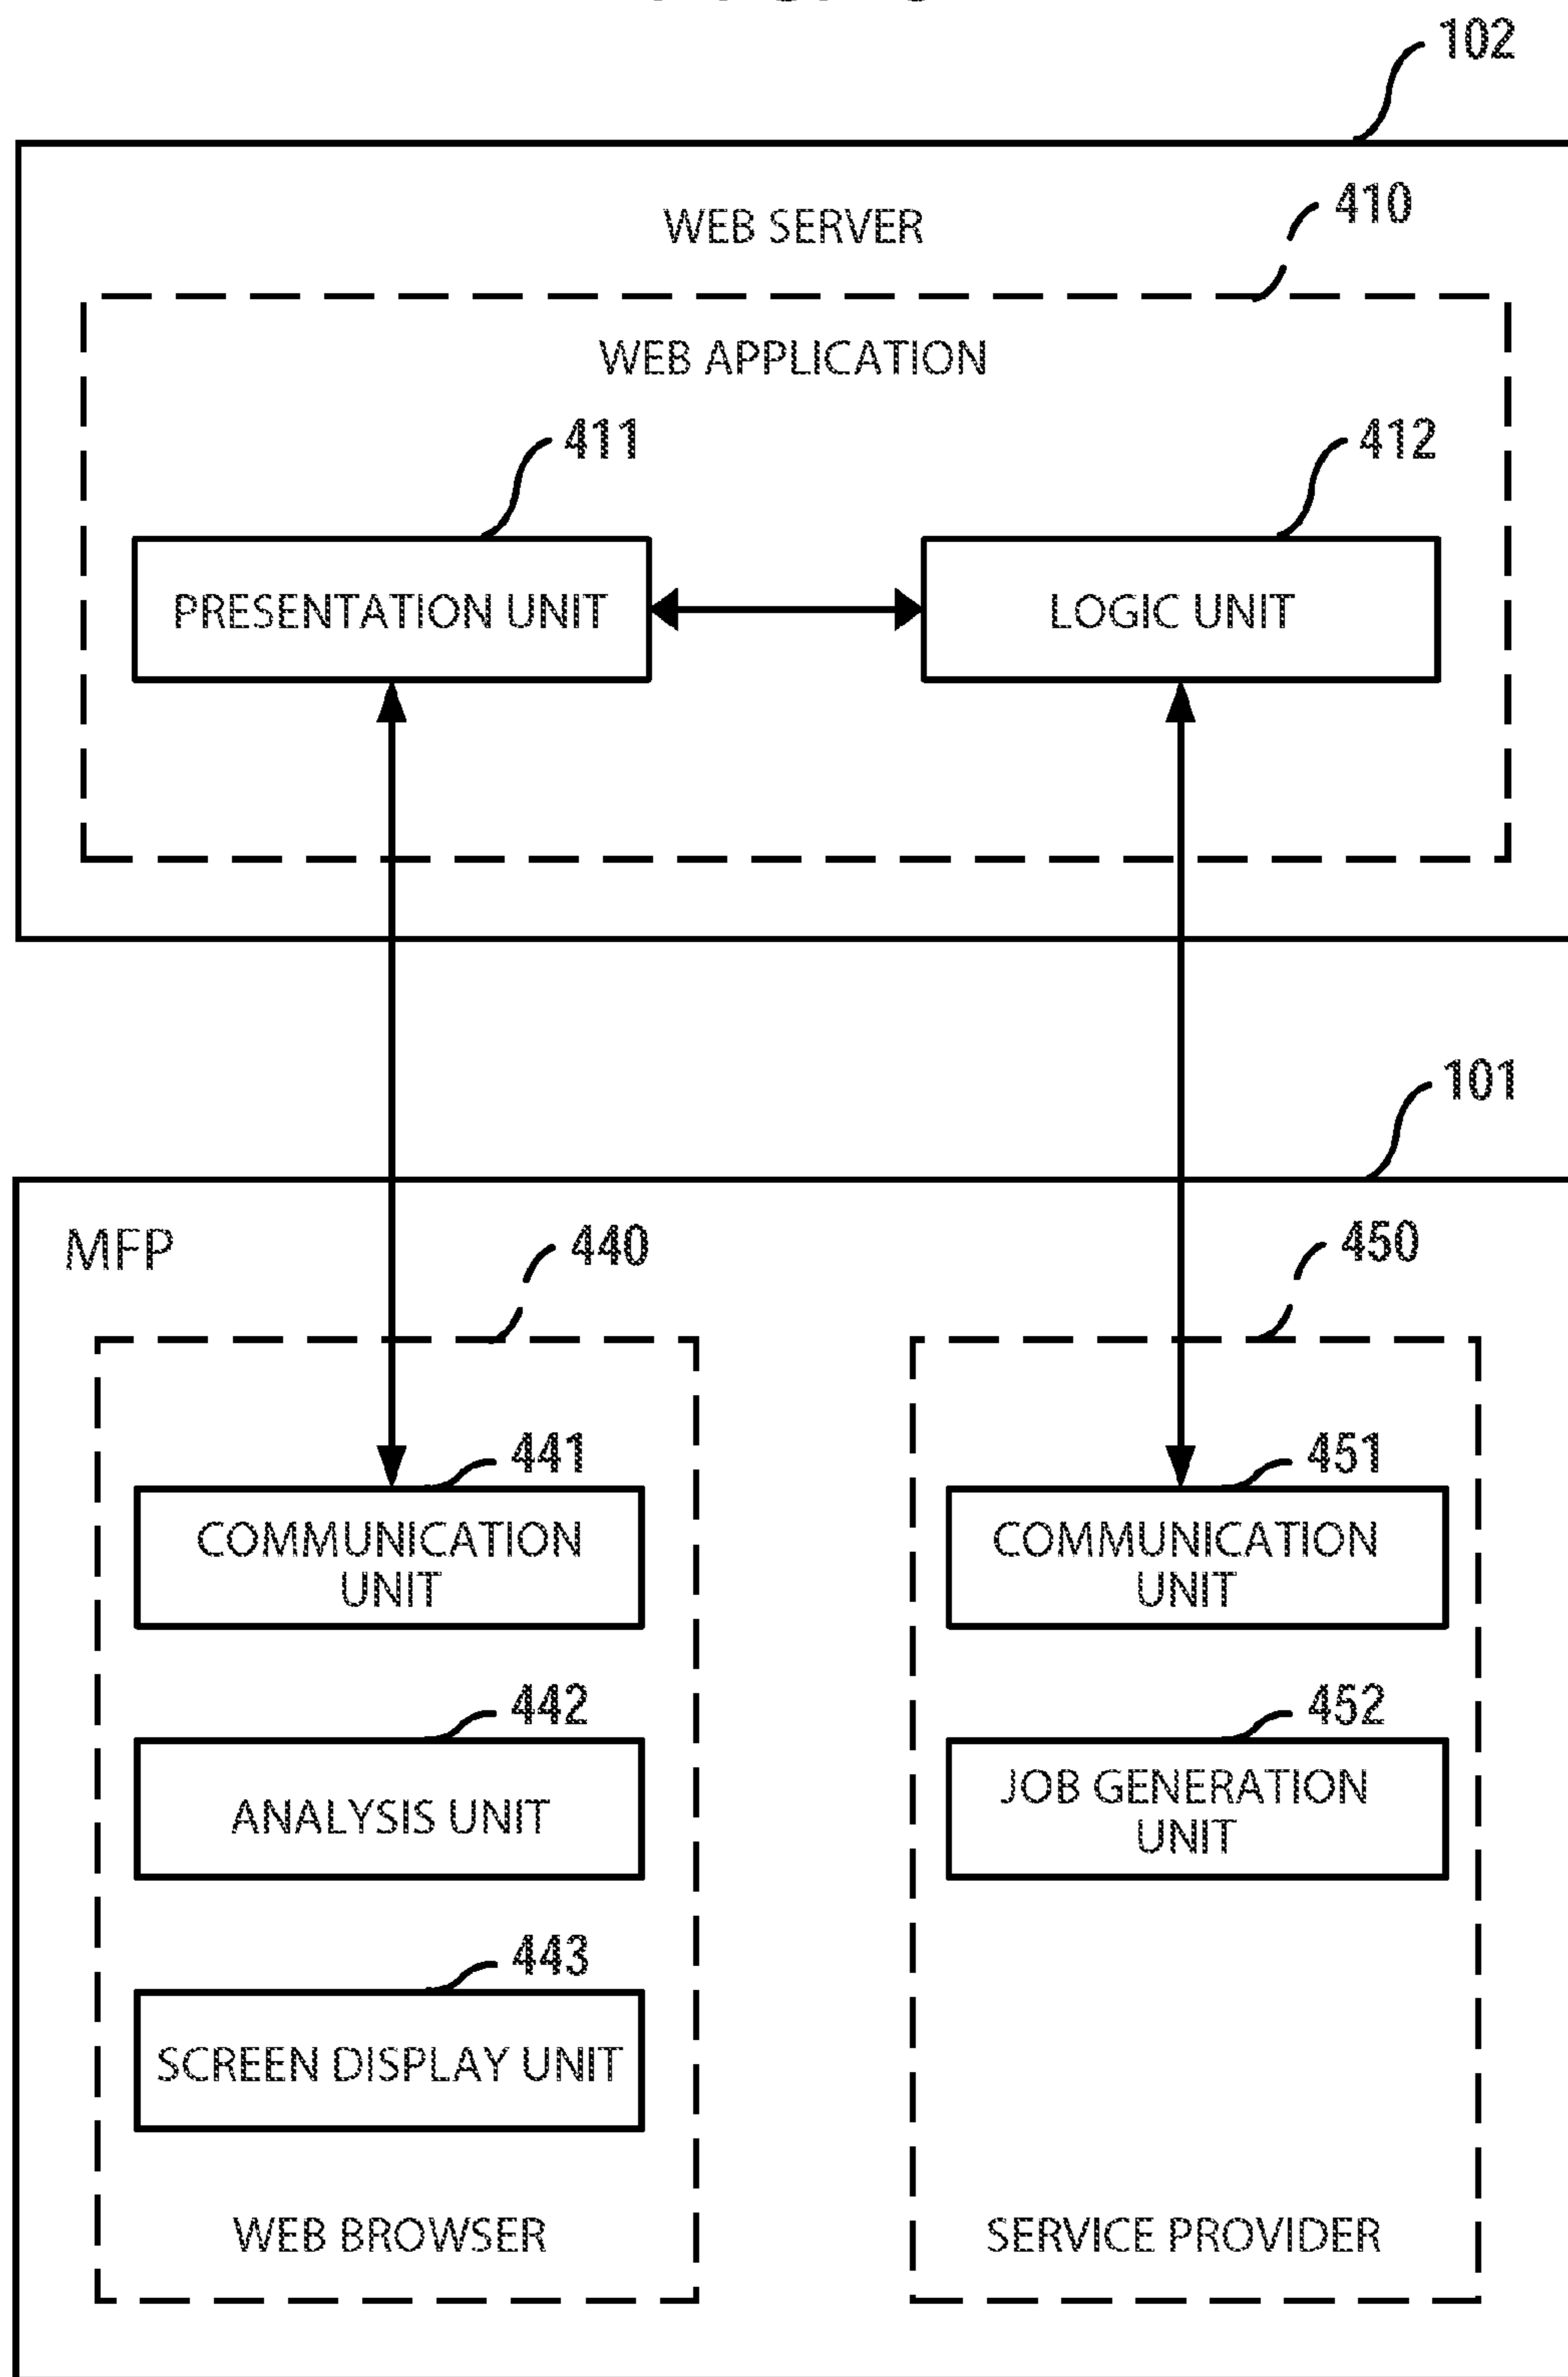 102
WEB SERVER
410
WEB APPLICATION
411
412
PRESENTATION UNIT
LOGIC UNIT
101
MFP
440
450
441
451
COMMUNICATION
UNIT
COMMUNICATION
UNIT
442
452
ANALYSIS UNIT
JOB GENERATION
UNIT
443
SCREEN DISPLAY UNIT
WEB BROWSER
SERVICE PROVIDER